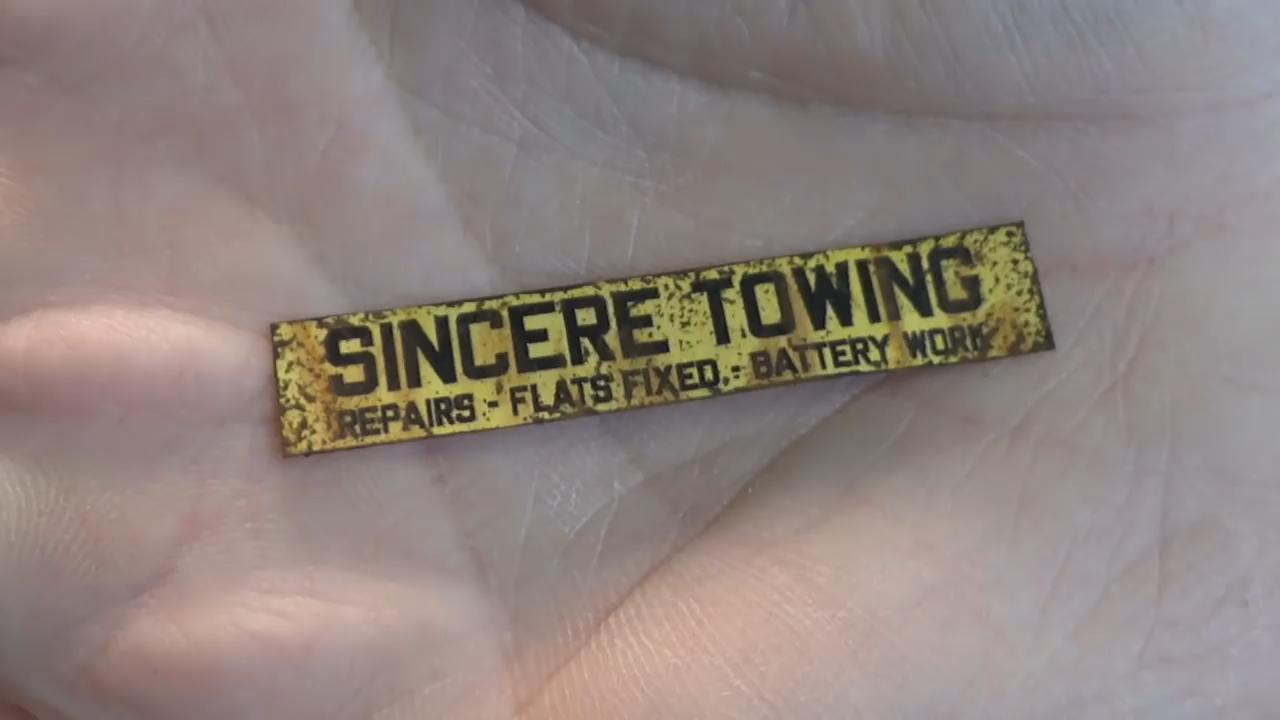 SINCERE TOWING
REPAIRS - FLATS FIXED, - BATTERY WORK